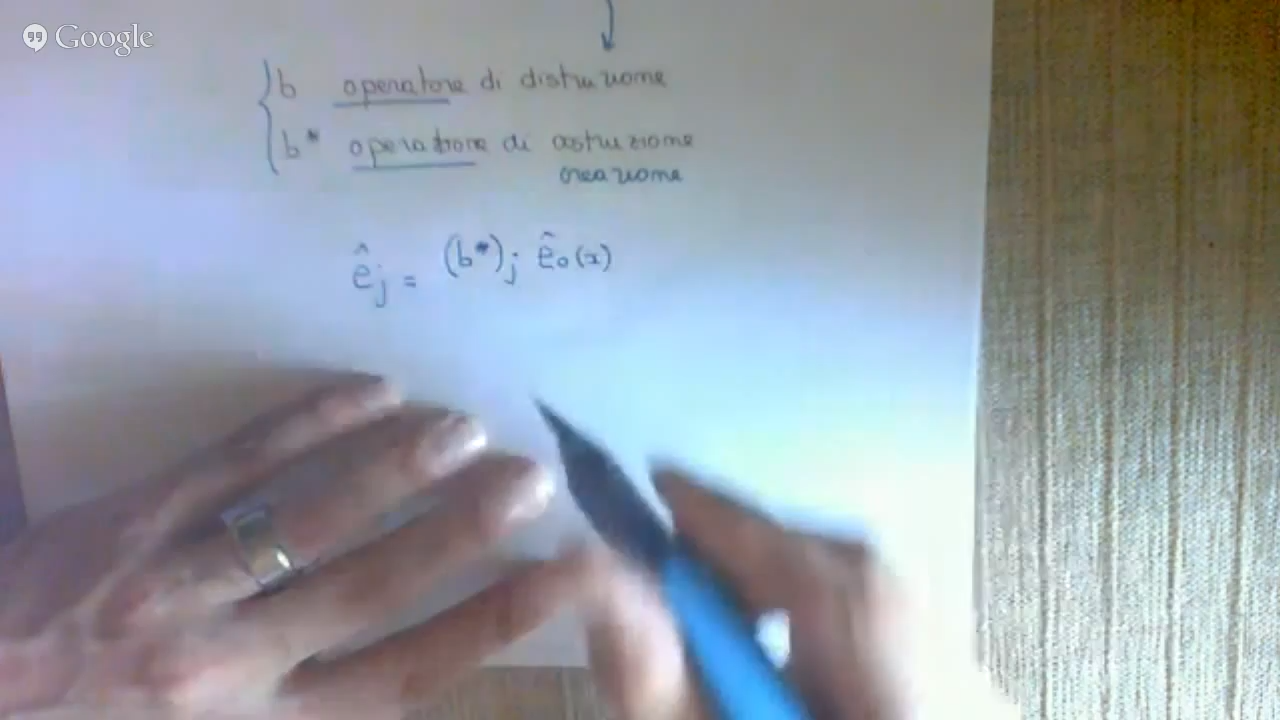 Google
b operatore di distruzione
b* operatore di costruzione
creazione
ê_j = (b*)_j ê_0(x)